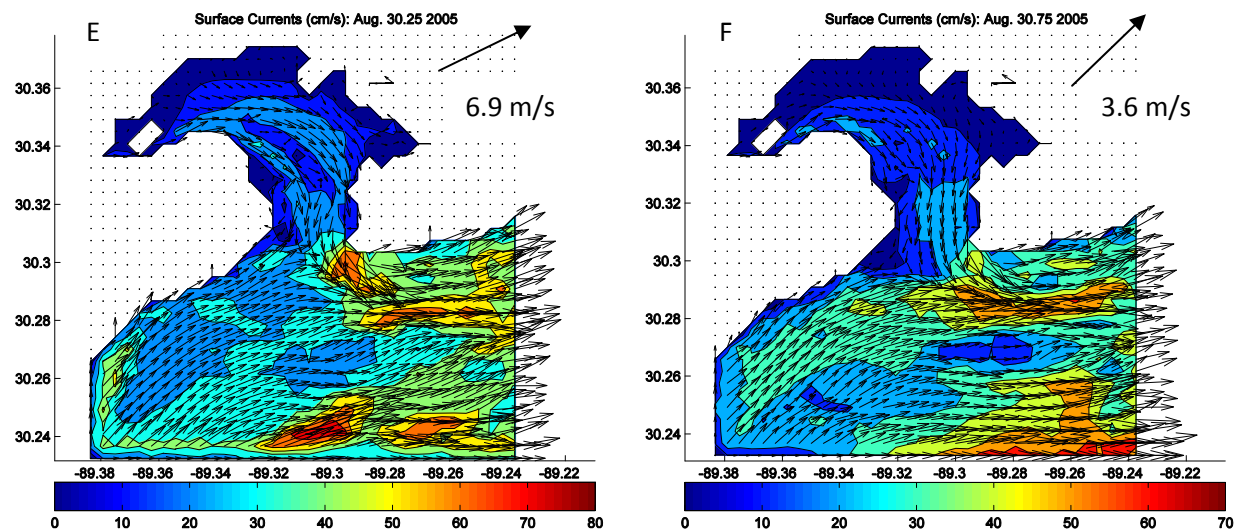 E
Surface Currents (cm/s): Aug. 30.25 2005
6.9 m/s
30.36
30.34
30.32
30.3
30.28
30.26
30.24
−89.38 −89.36 −89.34 −89.32 −89.3 −89.28 −89.26 −89.24 −89.22
0 10 20 30 40 50 60 70 80
F
Surface Currents (cm/s): Aug. 30.75 2005
3.6 m/s
30.36
30.34
30.32
30.3
30.28
30.26
30.24
−89.38 −89.36 −89.34 −89.32 −89.3 −89.28 −89.26 −89.24 −89.22
0 10 20 30 40 50 60 70